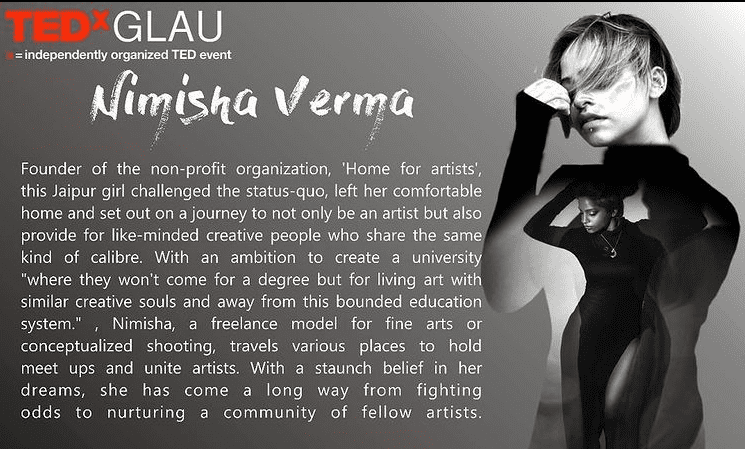 TEDxGLAU
x = independently organized TED event
Nimisha Verma
Founder of the non-profit organization, 'Home for artists',
this Jaipur girl challenged the status-quo, left her comfortable
home and set out on a journey to not only be an artist but also
provide for like-minded creative people who share the same
kind of calibre. With an ambition to create a university
"where they won't come for a degree but for living art with
similar creative souls and away from this bounded education
system." , Nimisha, a freelance model for fine arts or
conceptualized shooting, travels various places to hold
meet ups and unite artists. With a staunch belief in her
dreams, she has come a long way from fighting
odds to nurturing a community of fellow artists.